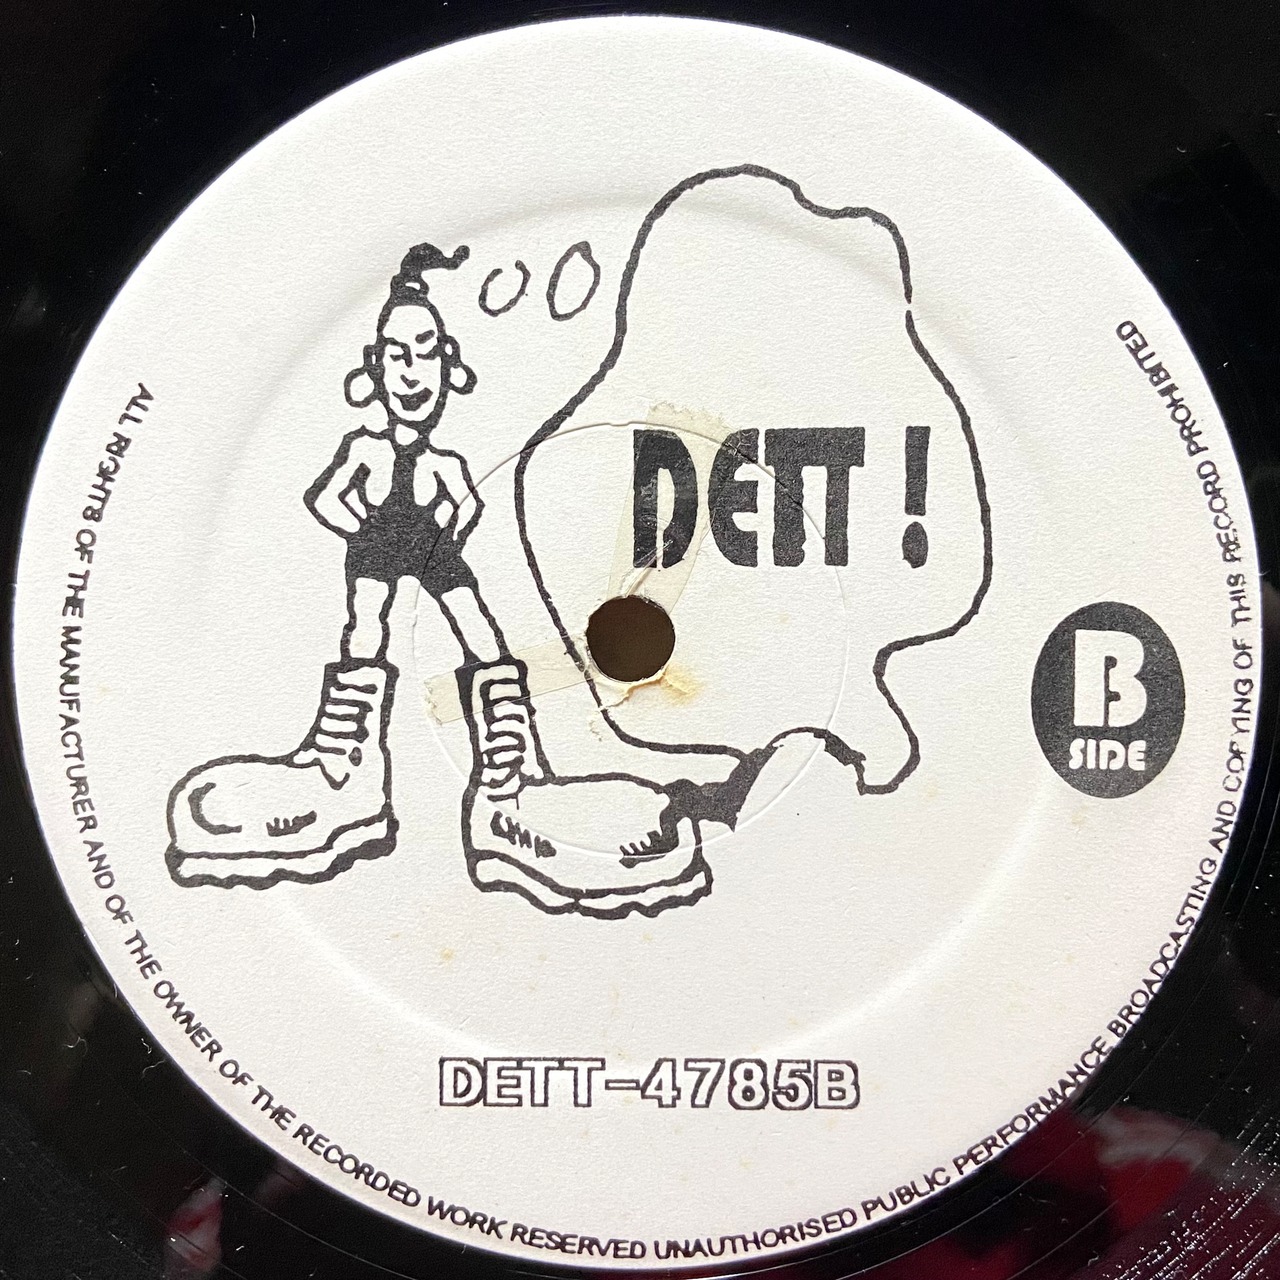 DETT !
B
SIDE
DETT-4785B
ALL RIGHTS OF THE MANUFACTURER AND OF THE OWNER OF THE RECORDED WORK RESERVED UNAUTHORISED PUBLIC PERFORMANCE BROADCASTING AND COPYING OF THIS RECORD PROHIBITED